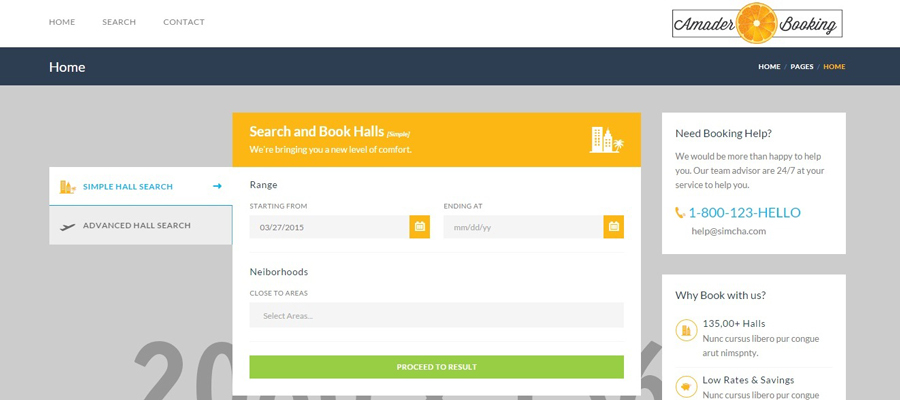 HOME SEARCH CONTACT
Amader Booking
Home
HOME / PAGES / HOME
Search and Book Halls [Simple]
We're bringing you a new level of comfort.
SIMPLE HALL SEARCH
ADVANCED HALL SEARCH
Range
STARTING FROM ENDING AT
03/27/2015 mm/dd/yy
Neiborhoods
CLOSE TO AREAS
Select Areas...
PROCEED TO RESULT
Need Booking Help?
We would be more than happy to help
you. Our team advisor are 24/7 at your
service to help you.
1-800-123-HELLO
help@simcha.com
Why Book with us?
135,00+ Halls
Nunc cursus libero pur congue
arut nimspnty.
Low Rates & Savings
Nunc cursus libero pur congue